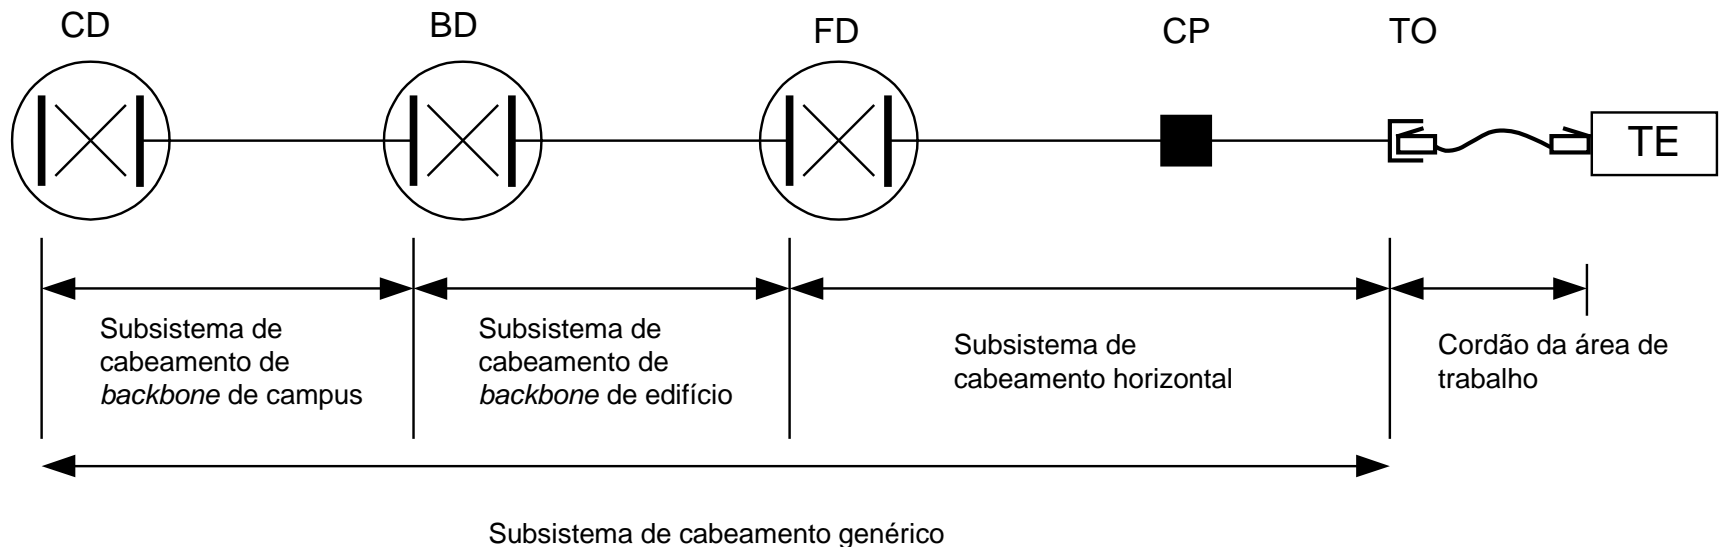 CD
BD
FD
CP
TO
TE
Subsistema de
cabeamento de
backbone de campus
Subsistema de
cabeamento de
backbone de edifício
Subsistema de
cabeamento horizontal
Cordão da área de
trabalho
Subsistema de cabeamento genérico